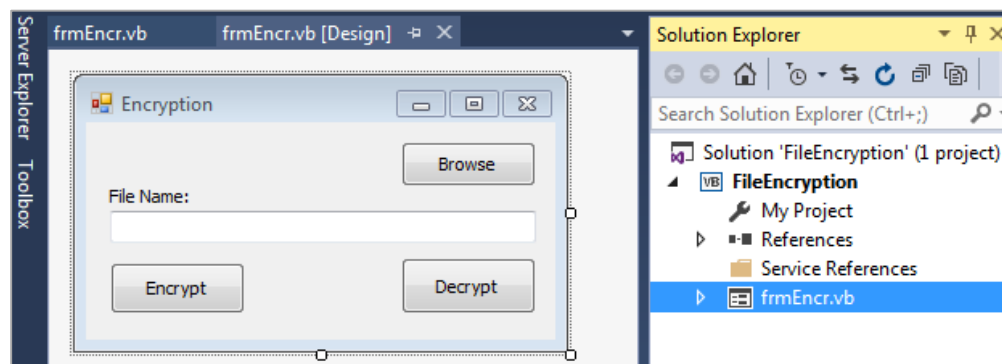 Server Explorer
Toolbox
frmEncr.vb
frmEncr.vb [Design]
Encryption
Browse
File Name:
Encrypt
Decrypt
Solution Explorer
Search Solution Explorer (Ctrl+;)
Solution 'FileEncryption' (1 project)
VB FileEncryption
My Project
References
Service References
frmEncr.vb